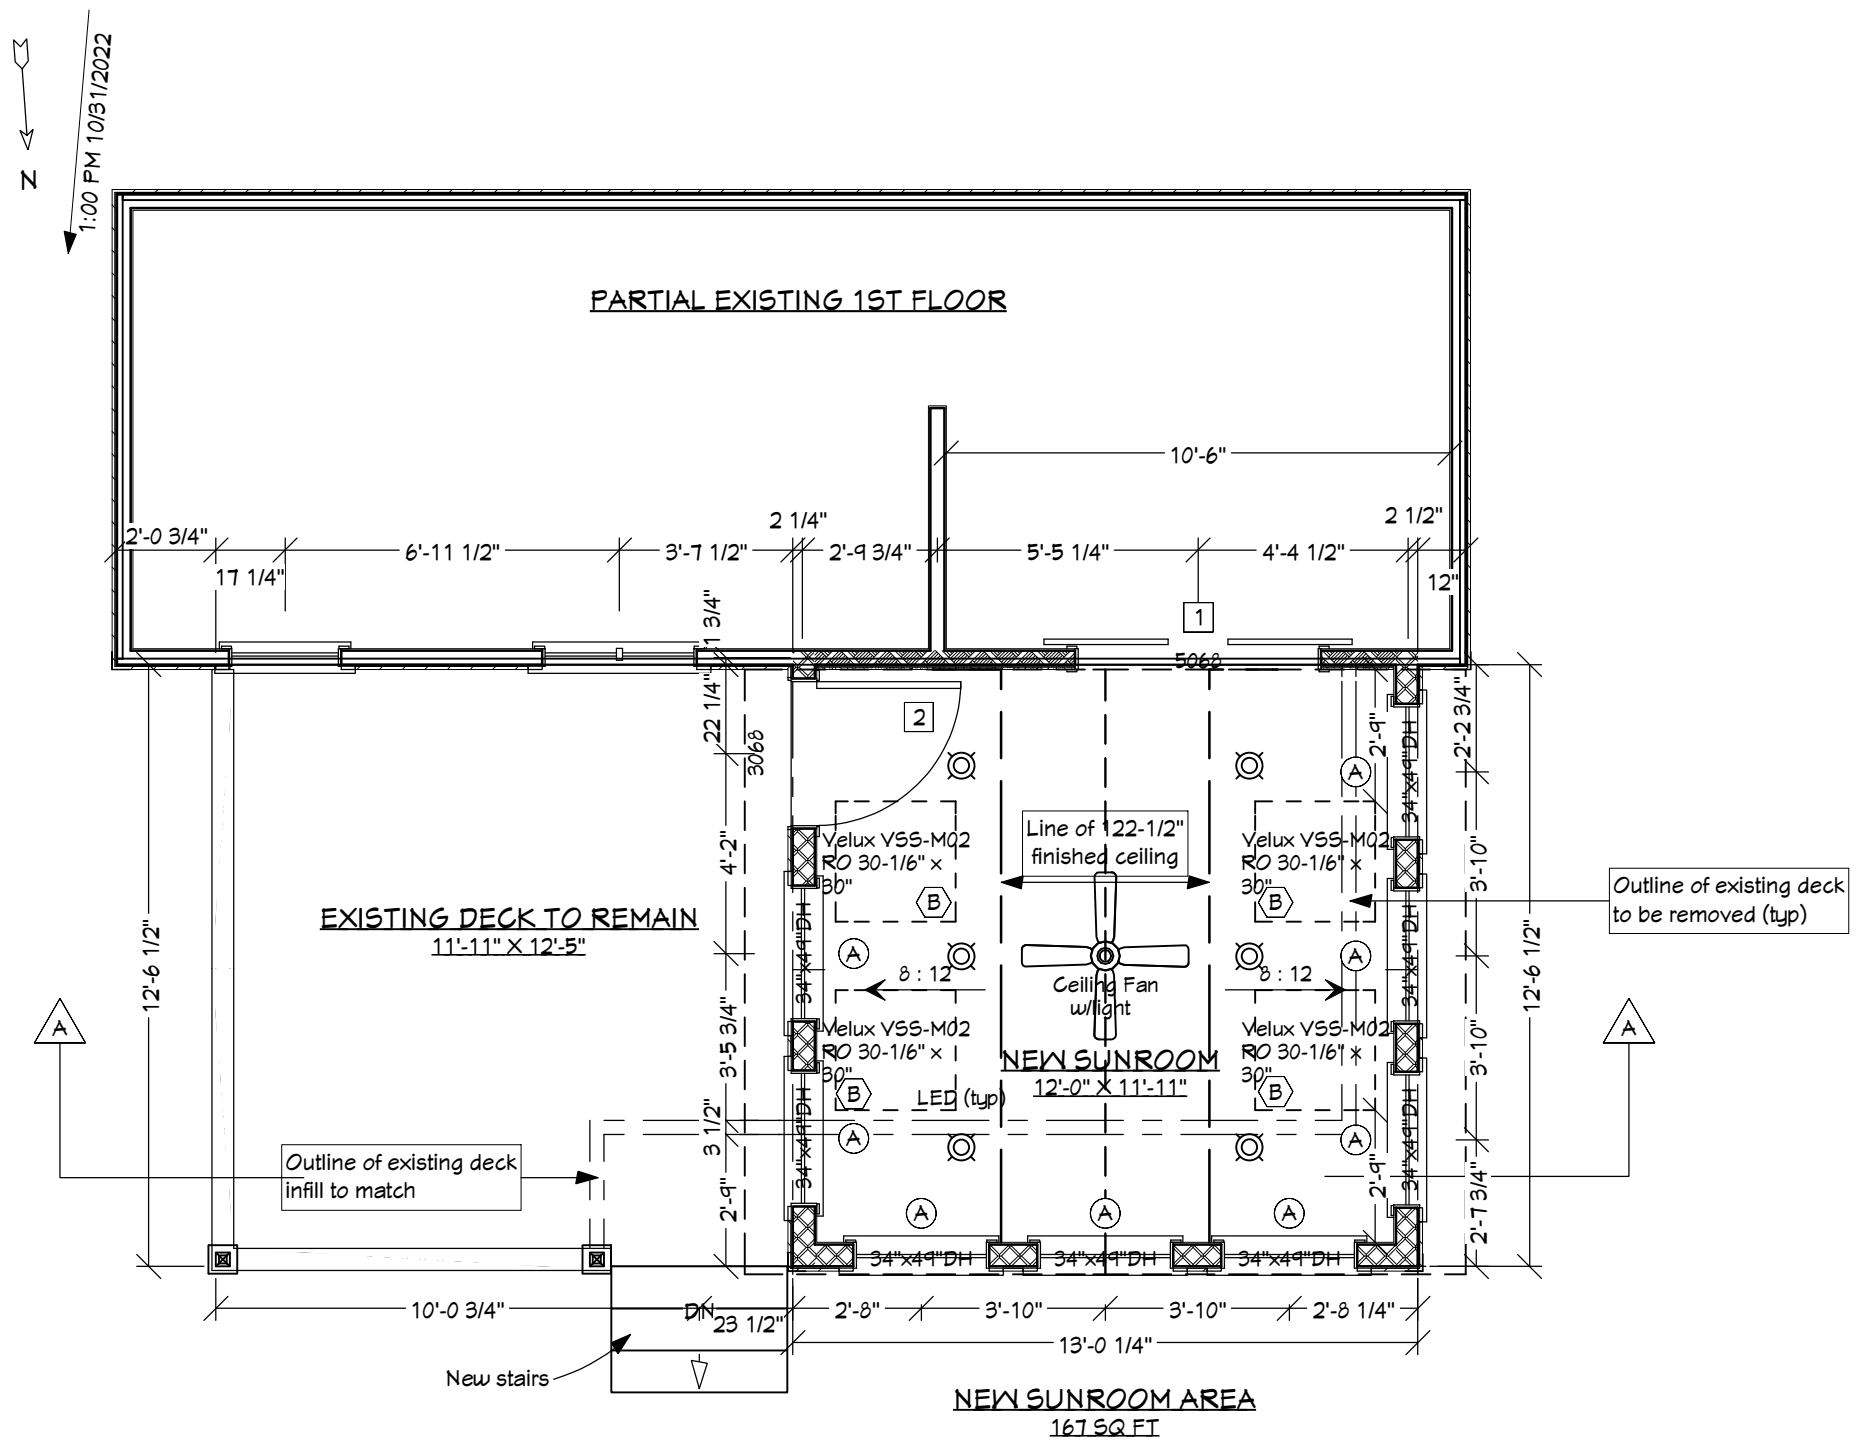 1:00 PM 10/31/2022
N
PARTIAL EXISTING 1ST FLOOR
10'-6"
2 1/4"
2 1/2"
2'-0 3/4"
6'-11 1/2"
3'-7 1/2"
2'-9 3/4"
5'-5 1/4"
4'-4 1/2"
17 1/4"
12"
1 3/4"
1
5068
22 1/4"
3068
2
2'-9"
34"x49"DH
2'-2 3/4"
A
Line of 122-1/2"
finished ceiling
Velux VSS-M02
RO 30-1/6" x
30"
B
Velux VSS-M02
RO 30-1/6" x
30"
B
4'-2"
3'-10"
Outline of existing deck
to be removed (typ)
EXISTING DECK TO REMAIN
11'-11" X 12'-5"
12'-6 1/2"
34"x49"DH
A
A
34"x49"DH
12'-6 1/2"
8 : 12
8 : 12
Ceiling Fan
w/light
A
A
3'-5 3/4"
Velux VSS-M02
RO 30-1/6" x
30"
B
Velux VSS-M02
RO 30-1/6" x
30"
B
3'-10"
NEW SUNROOM
12'-0" X 11'-11"
LED (typ)
3 1/2"
A
A
34"x49"DH
34"x49"DH
Outline of existing deck
infill to match
2'-9"
2'-9"
2'-7 3/4"
A
A
A
34"x49"DH
34"x49"DH
34"x49"DH
10'-0 3/4"
DN
23 1/2"
2'-8"
3'-10"
3'-10"
2'-8 1/4"
13'-0 1/4"
New stairs
NEW SUNROOM AREA
167 SQ FT